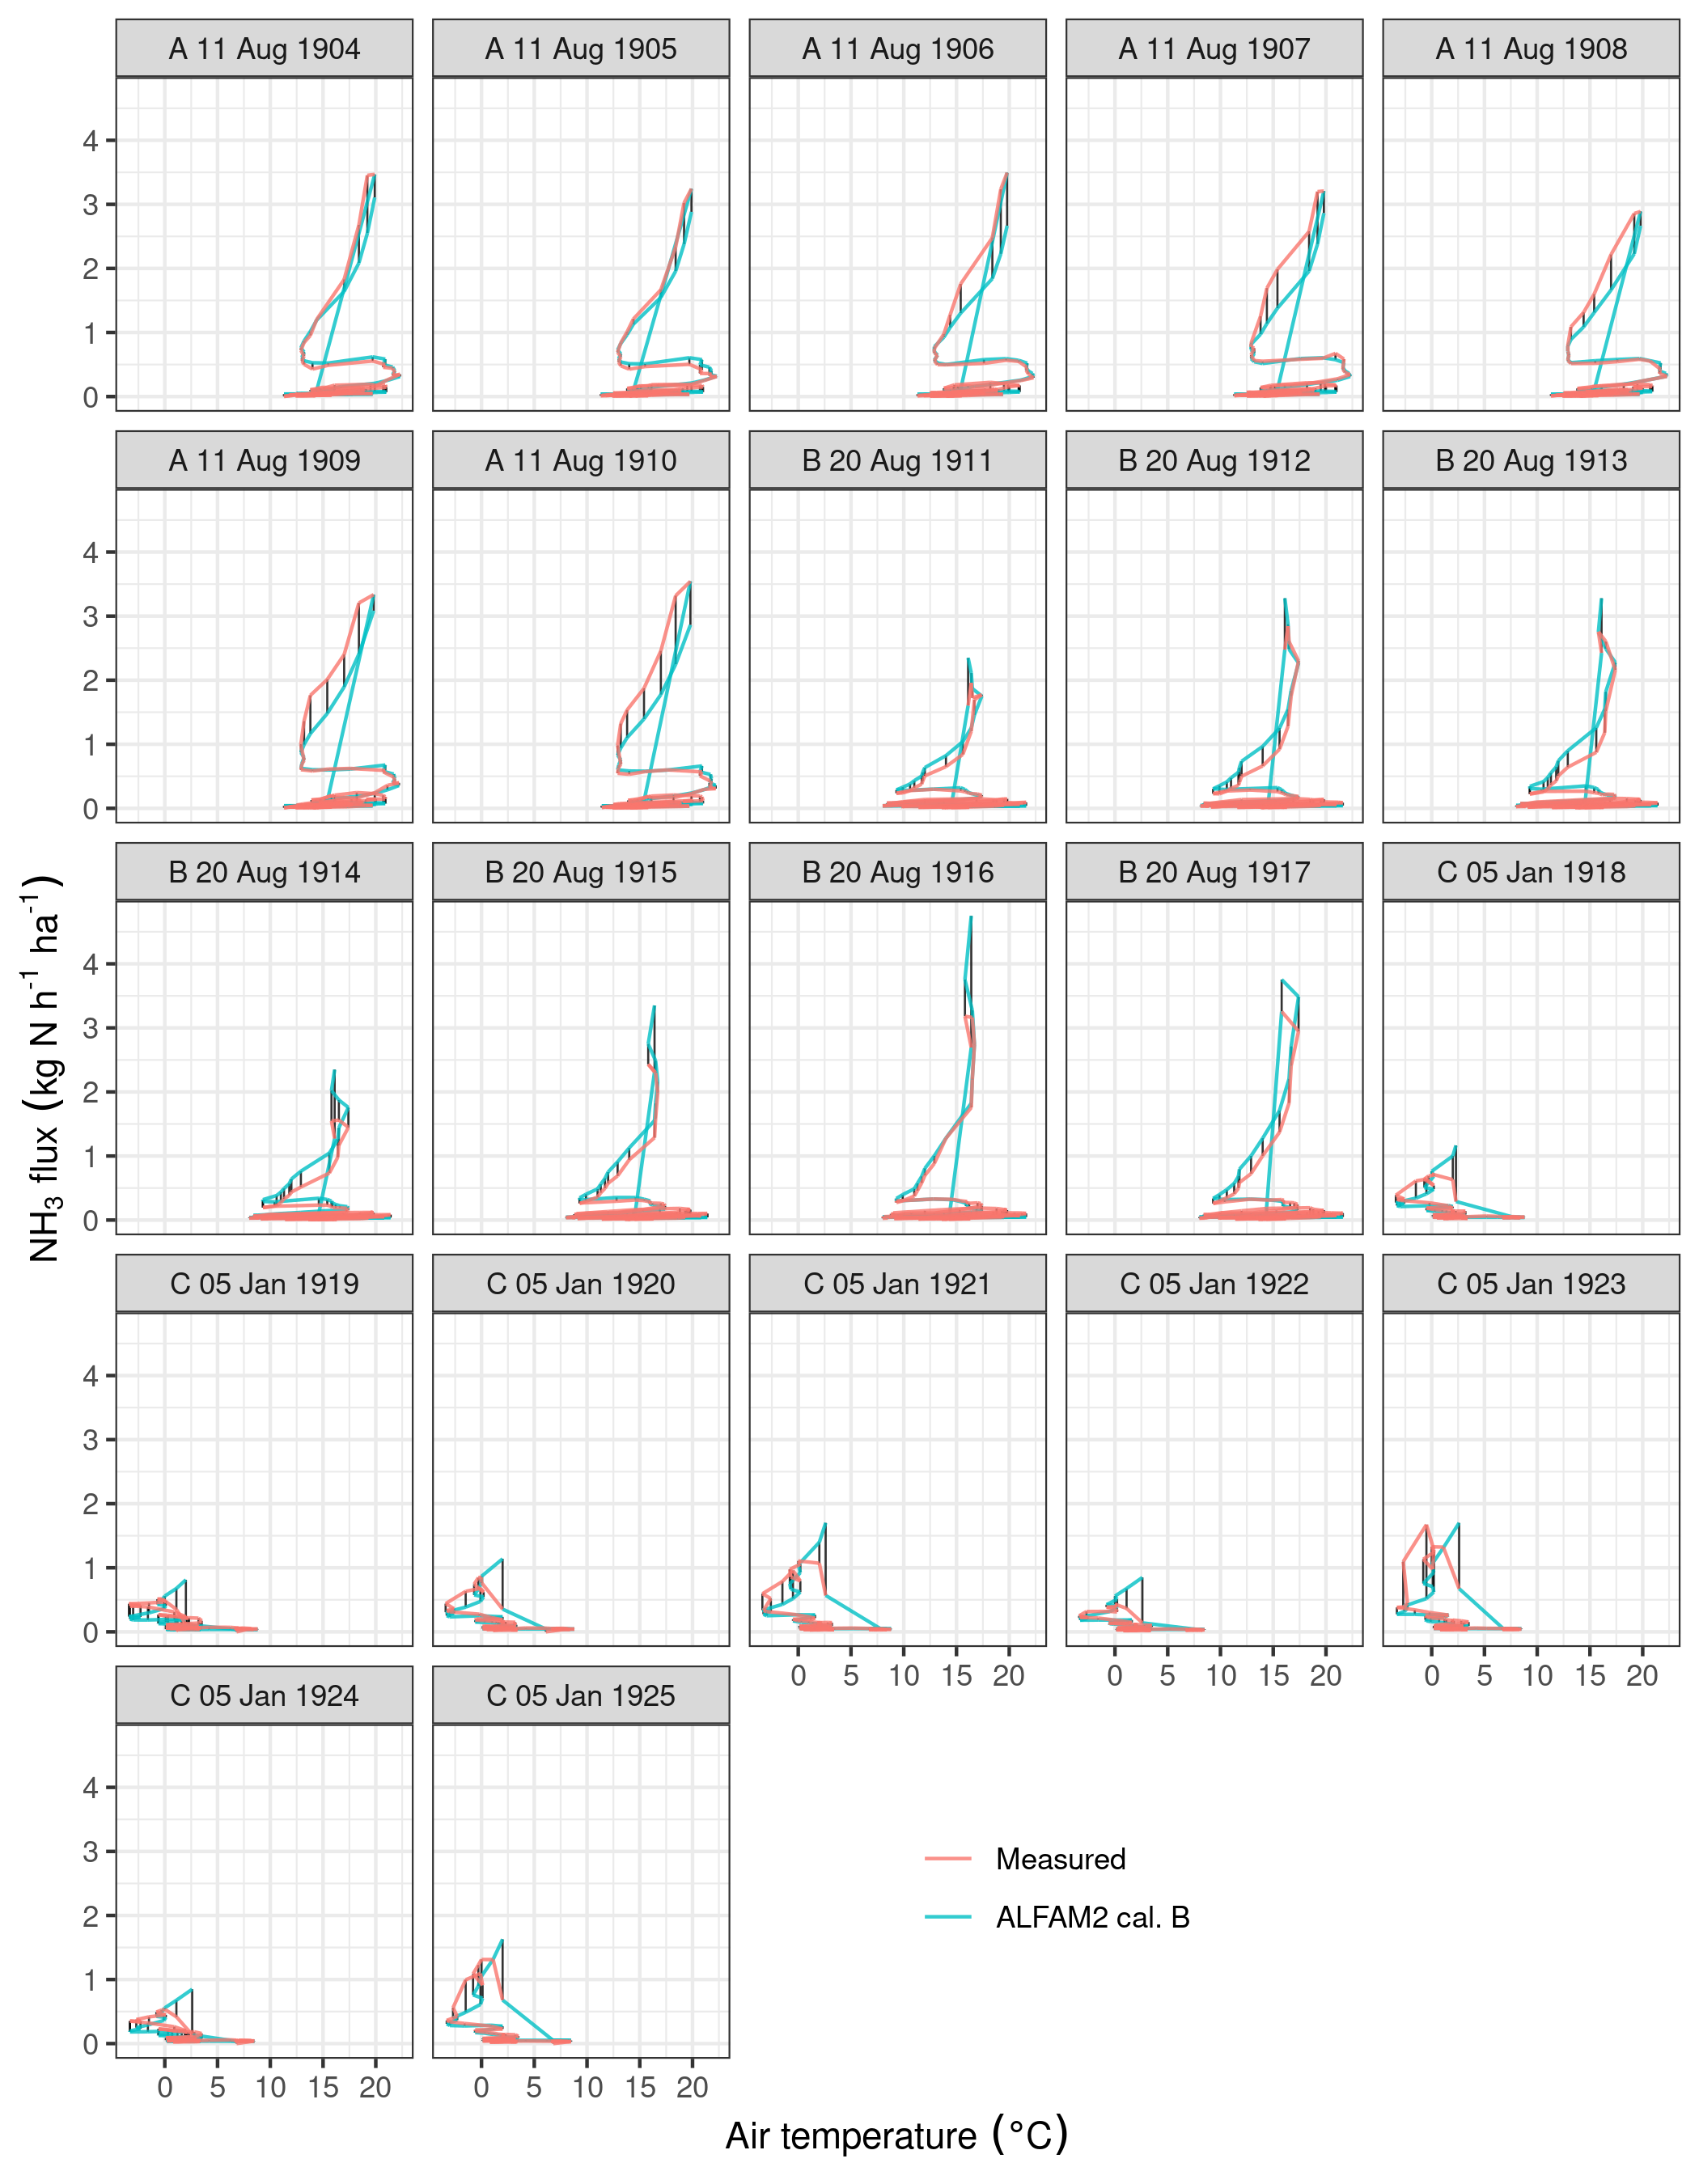 A 11 Aug 1904
A 11 Aug 1905
A 11 Aug 1906
A 11 Aug 1907
A 11 Aug 1908
4
3
2
1
0
A 11 Aug 1909
A 11 Aug 1910
B 20 Aug 1911
B 20 Aug 1912
B 20 Aug 1913
4
3
2
1
0
B 20 Aug 1914
B 20 Aug 1915
B 20 Aug 1916
B 20 Aug 1917
C 05 Jan 1918
4
3
2
1
0
NH3 flux (kg N h-1 ha-1)
C 05 Jan 1919
C 05 Jan 1920
C 05 Jan 1921
C 05 Jan 1922
C 05 Jan 1923
4
3
2
1
0
0 5 10 15 20
0 5 10 15 20
0 5 10 15 20
C 05 Jan 1924
C 05 Jan 1925
4
3
2
1
0
0 5 10 15 20
0 5 10 15 20
Measured
ALFAM2 cal. B
Air temperature (°C)